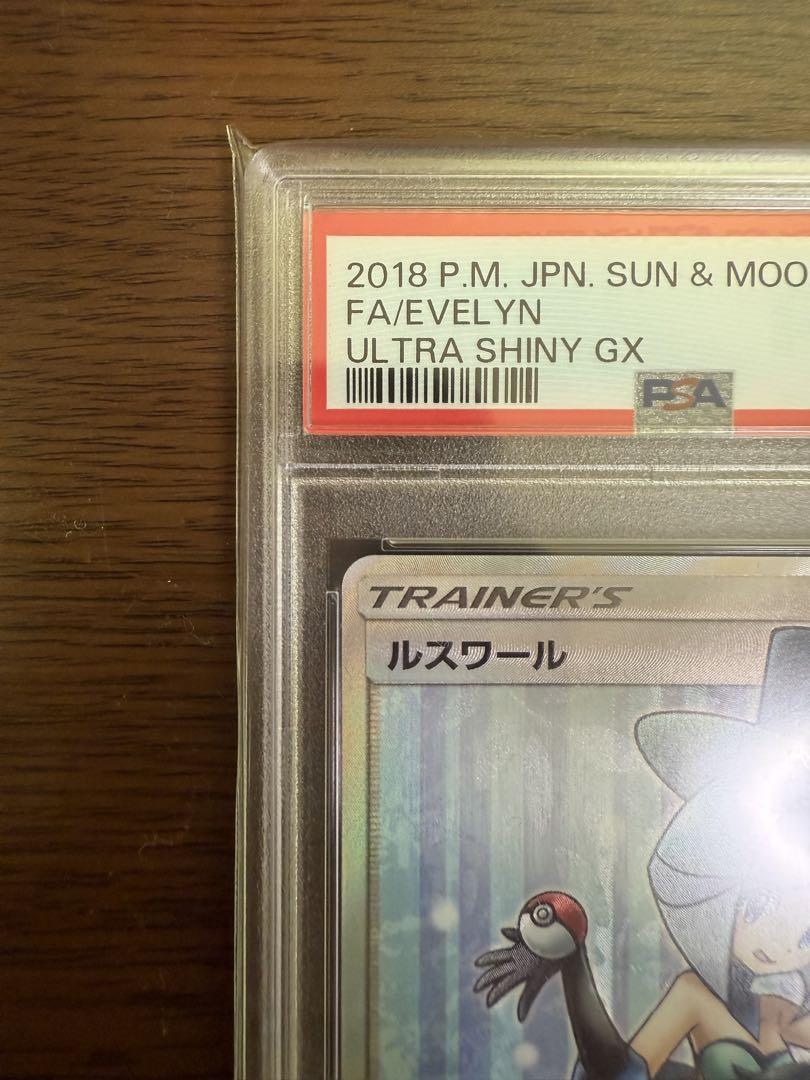 2018 P.M. JPN. SUN & MOO
FA/EVELYN
ULTRA SHINY GX
PSA
TRAINER'S
ルスワール